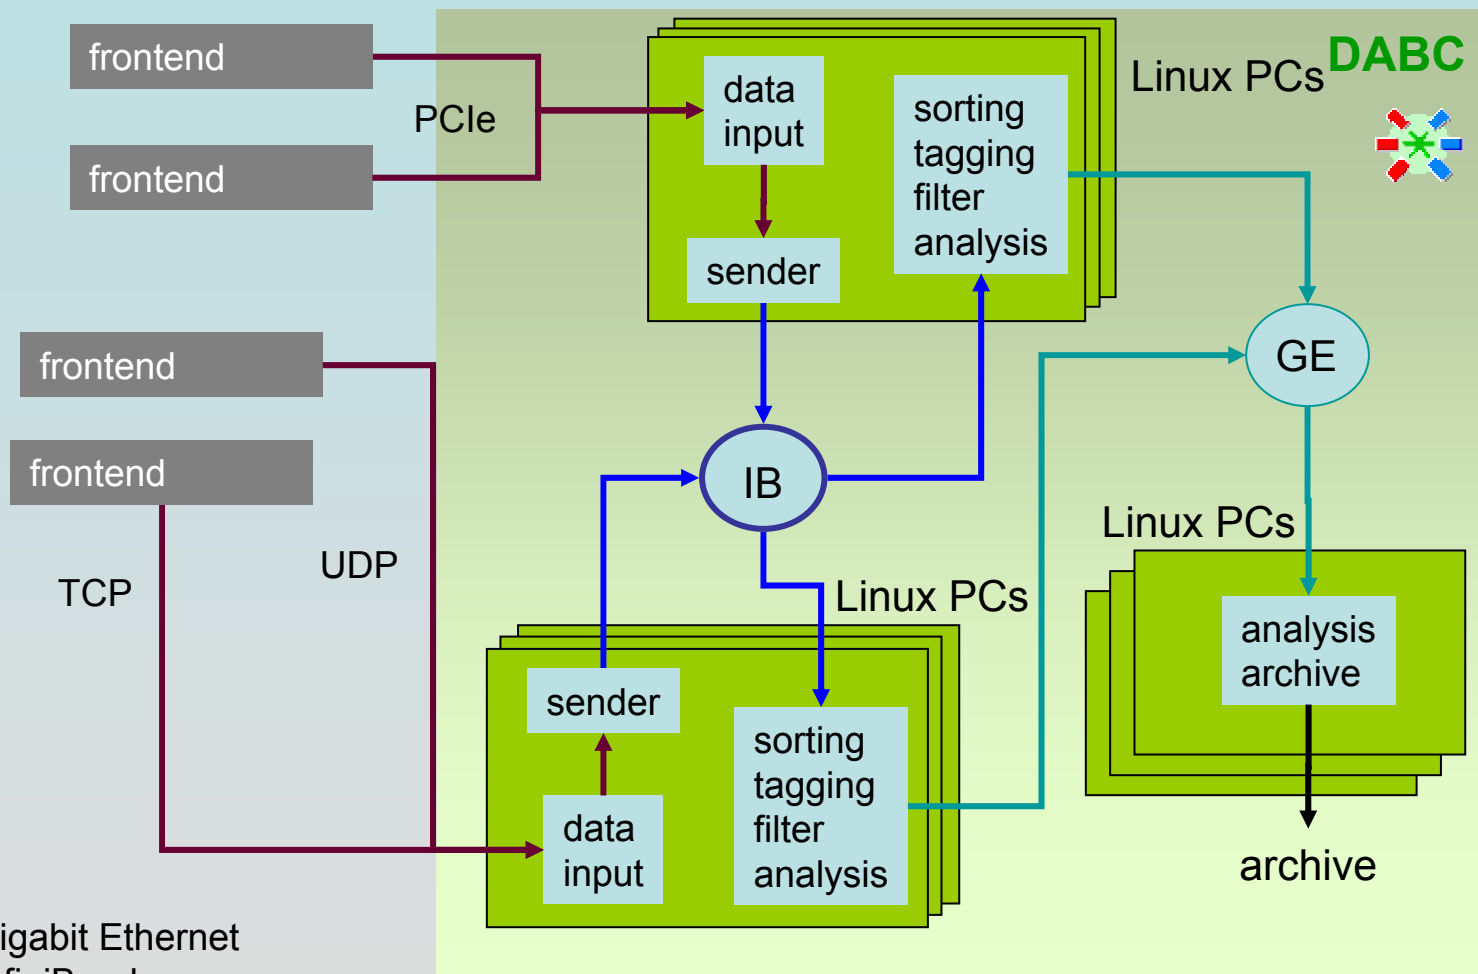 frontend
PCIe
frontend
data
input
sender
sorting
tagging
filter
analysis
Linux PCs
DABC
frontend
frontend
TCP
UDP
IB
GE
Linux PCs
sender
data
input
sorting
tagging
filter
analysis
Linux PCs
analysis
archive
archive
igabit Ethernet